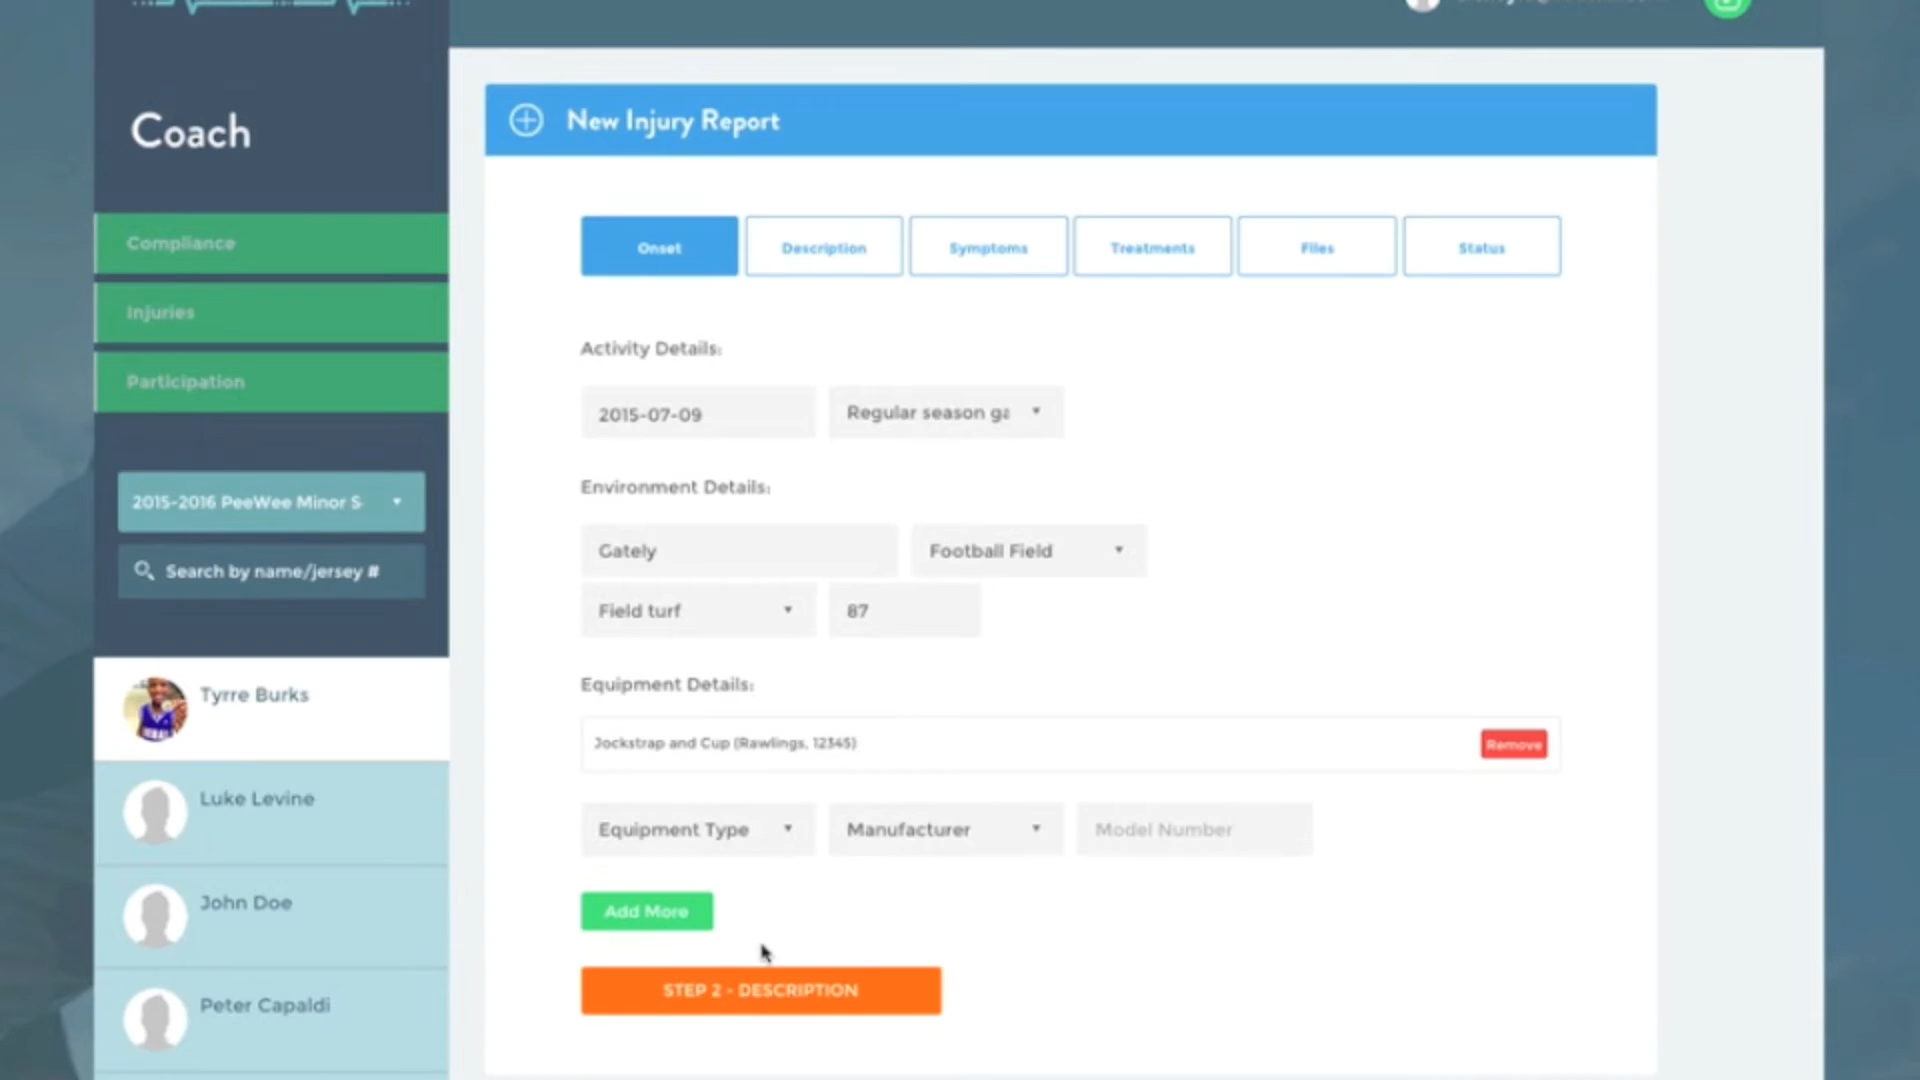 Coach
Compliance
Injuries
Participation
2015-2016 PeeWee Minor S
Search by name/jersey #
Tyrre Burks
Luke Levine
John Doe
Peter Capaldi
New Injury Report
Onset Description Symptoms Treatments Files Status
Activity Details:
2015-07-09 Regular season ga
Environment Details:
Gately Football Field
Field turf 87
Equipment Details:
Jockstrap and Cup (Rawlings, 12345) Remove
Equipment Type Manufacturer Model Number
Add More
STEP 2 - DESCRIPTION